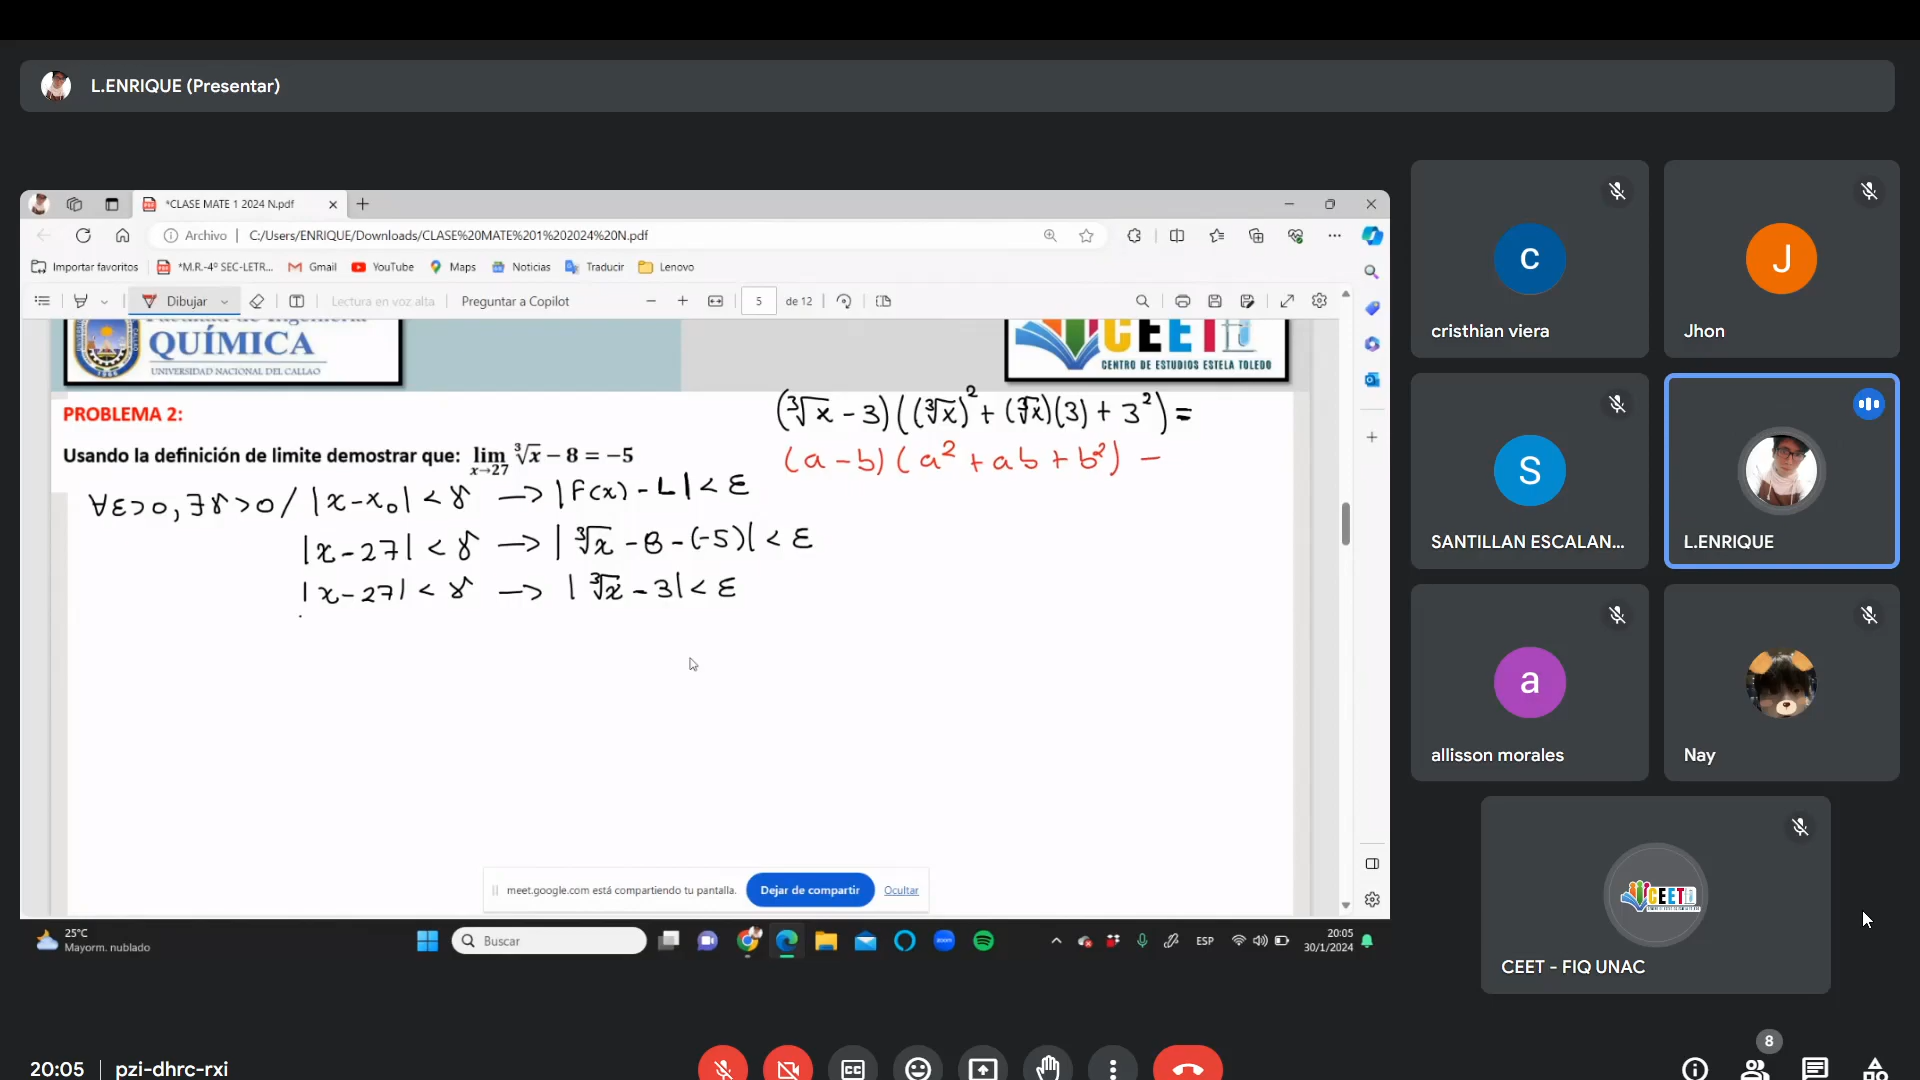 L.ENRIQUE (Presentar)
*CLASE MATE 1 2024 N.pdf
Archivo | C:/Users/ENRIQUE/Downloads/CLASE%20MATE%201%202024%20N.pdf
Importar favoritos
*M.R.-4º SEC-LETR...
Gmail
YouTube
Maps
Noticias
Traducir
Lenovo
Dibujar
Lectura en voz alta
Preguntar a Copilot
5 de 12
Facultad de Ingeniería
QUÍMICA
UNIVERSIDAD NACIONAL DEL CALLAO
CEET
CENTRO DE ESTUDIOS ESTELA TOLEDO
PROBLEMA 2:
Usando la definición de limite demostrar que: lim x→27 ∛x − 8 = −5
∀ε>0, ∃δ>0 / |x-x₀| < δ → |F(x) - L| < ε
|x-27| < δ → |∛x - 8 - (-5)| < ε
|x-27| < δ → |∛x - 3| < ε
(∛x - 3)((∛x)² + (∛x)(3) + 3²) =
(a - b)(a² + ab + b²) –
meet.google.com está compartiendo tu pantalla.
Dejar de compartir
Ocultar
25°C
Mayorm. nublado
Buscar
zoom
ESP
20:05
30/1/2024
c
cristhian viera
J
Jhon
S
SANTILLAN ESCALAN...
L.ENRIQUE
a
allisson morales
Nay
CEET
CEET - FIQ UNAC
20:05 | pzi-dhrc-rxi
CC
8